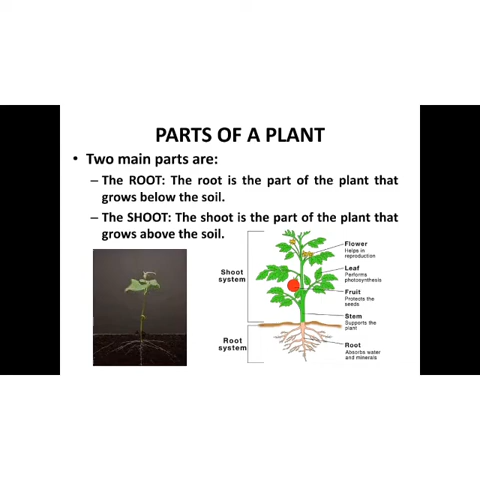 PARTS OF A PLANT
• Two main parts are:
– The ROOT: The root is the part of the plant that
grows below the soil.
– The SHOOT: The shoot is the part of the plant that
grows above the soil.
Shoot
system
Root
system
Flower
Helps in
reproduction
Leaf
Performs
photosynthesis
Fruit
Protects the
seeds
Stem
Supports the
plant
Root
Absorbs water
and minerals